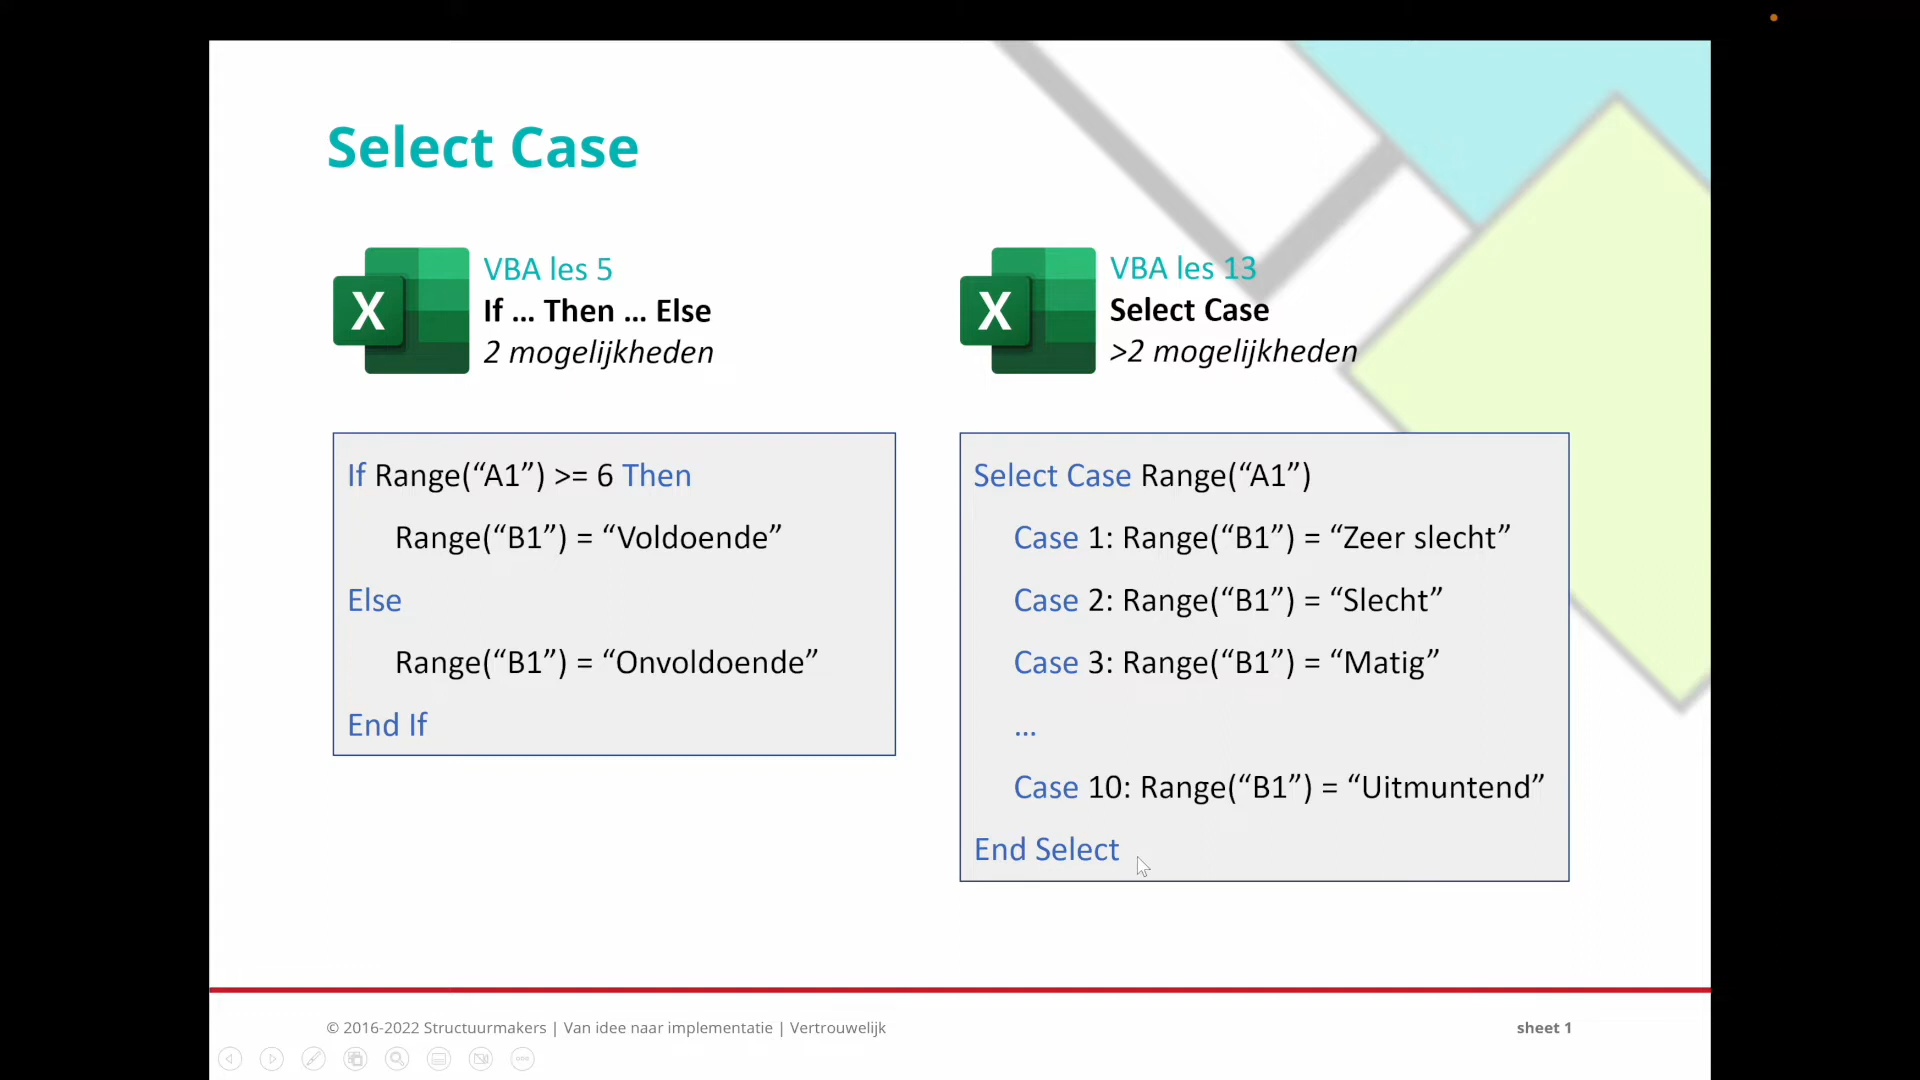 Select Case
X
VBA les 5
If ... Then ... Else
2 mogelijkheden
If Range(“A1”) >= 6 Then
Range(“B1”) = “Voldoende”
Else
Range(“B1”) = “Onvoldoende”
End If
X
VBA les 13
Select Case
>2 mogelijkheden
Select Case Range(“A1”)
Case 1: Range(“B1”) = “Zeer slecht”
Case 2: Range(“B1”) = “Slecht”
Case 3: Range(“B1”) = “Matig”
...
Case 10: Range(“B1”) = “Uitmuntend”
End Select
© 2016-2022 Structuurmakers | Van idee naar implementatie | Vertrouwelijk
sheet 1